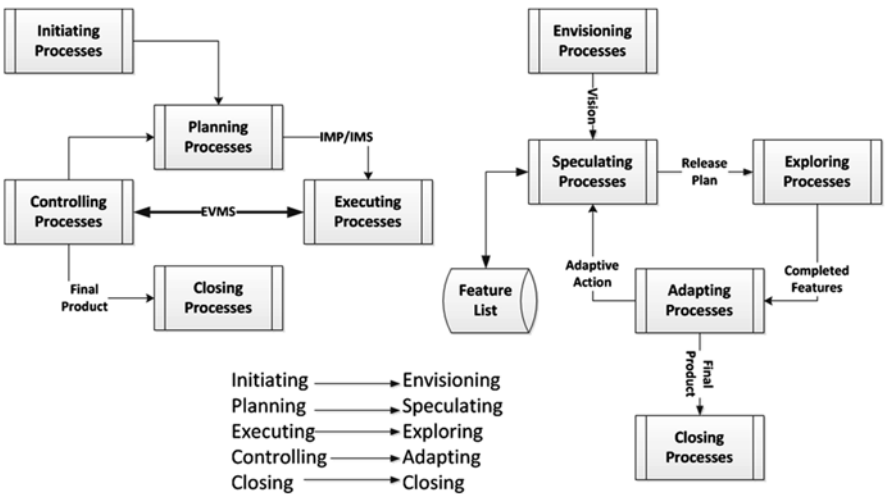 Initiating
Processes
Planning
Processes
IMP/IMS
Controlling
Processes
EVMS
Executing
Processes
Final
Product
Closing
Processes
Envisioning
Processes
Vision
Speculating
Processes
Release
Plan
Exploring
Processes
Feature
List
Adaptive
Action
Adapting
Processes
Completed
Features
Final
Product
Closing
Processes
Initiating Envisioning
Planning Speculating
Executing Exploring
Controlling Adapting
Closing Closing